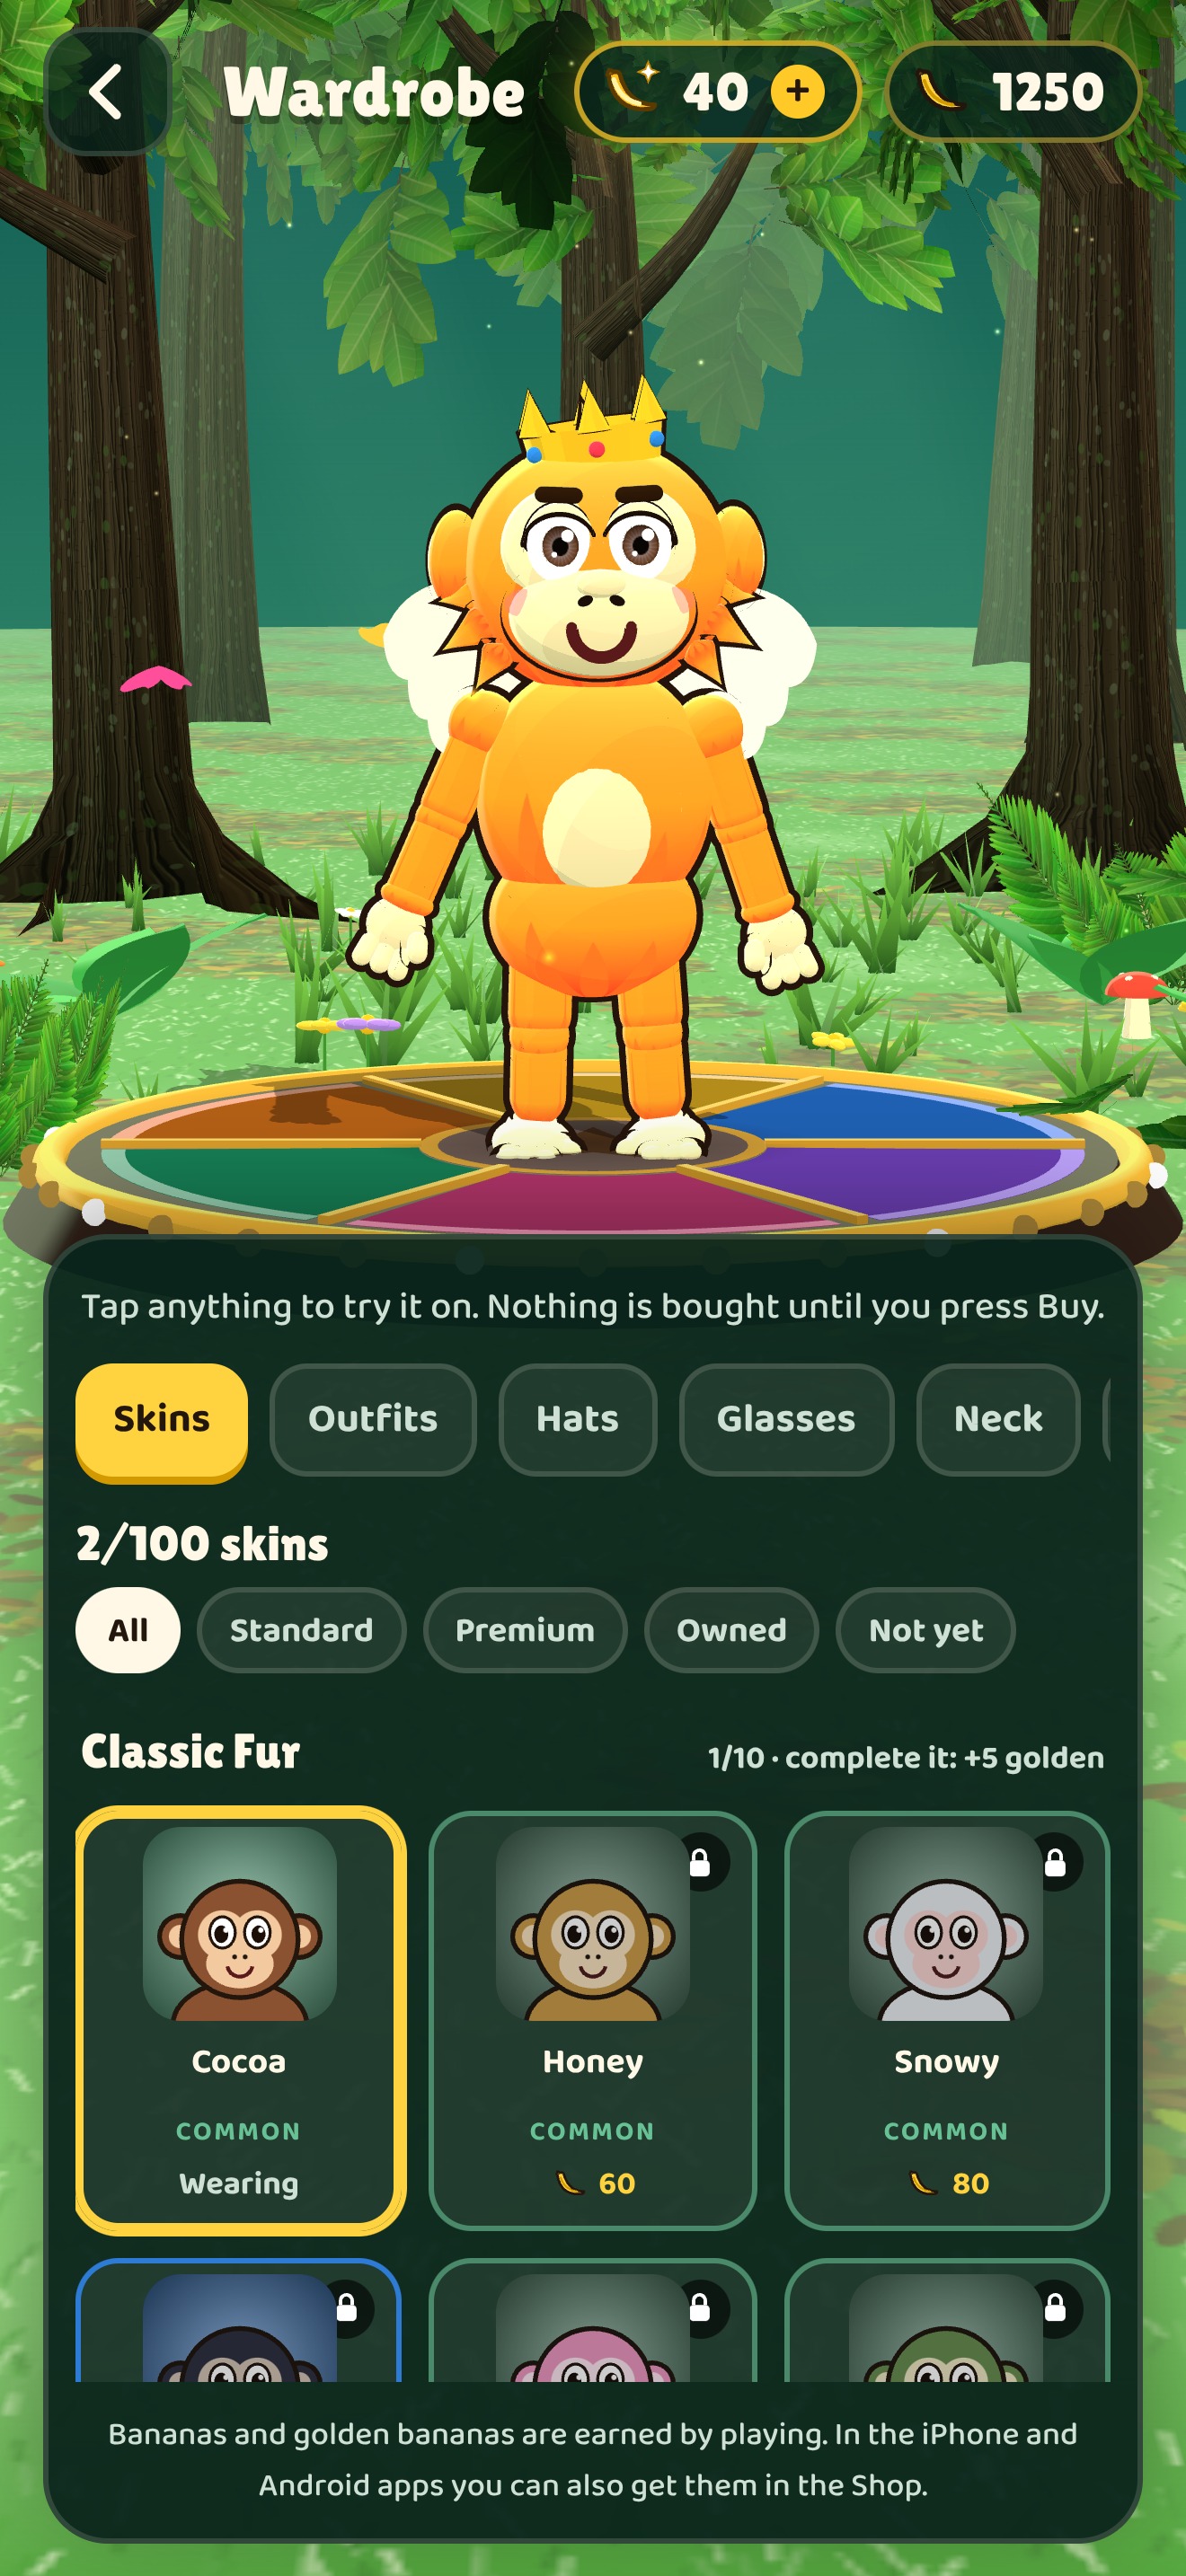 Wardrobe 40 + 1250
Tap anything to try it on. Nothing is bought until you press Buy.
Skins Outfits Hats Glasses Neck
2/100 skins
All Standard Premium Owned Not yet
Classic Fur 1/10 · complete it: +5 golden
Cocoa Honey Snowy
COMMON COMMON COMMON
Wearing 60 80
Bananas and golden bananas are earned by playing. In the iPhone and
Android apps you can also get them in the Shop.